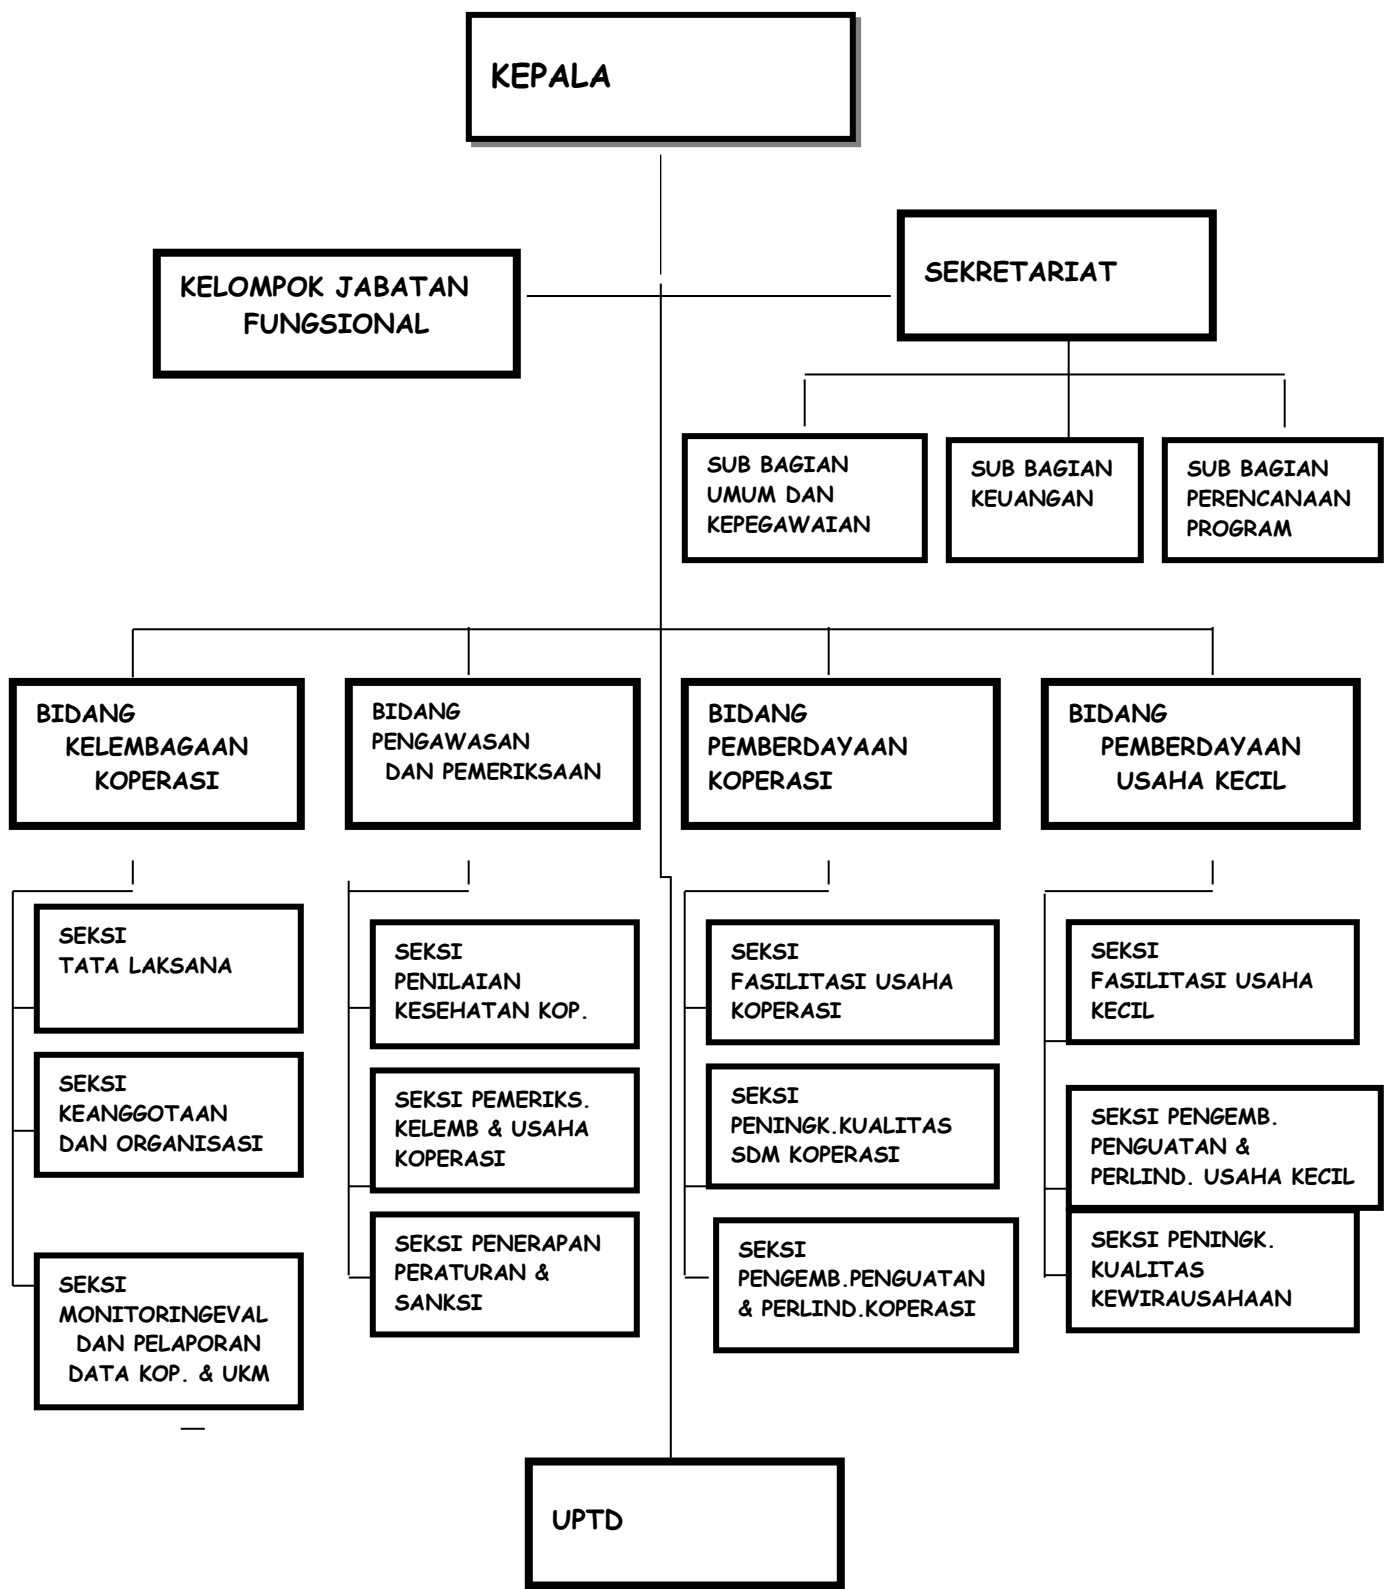 KEPALA
KELOMPOK JABATAN
FUNGSIONAL
SEKRETARIAT
SUB BAGIAN
UMUM DAN
KEPEGAWAIAN
SUB BAGIAN
KEUANGAN
SUB BAGIAN
PERENCANAAN
PROGRAM
BIDANG
KELEMBAGAAN
KOPERASI
BIDANG
PENGAWASAN
DAN PEMERIKSAAN
BIDANG
PEMBERDAYAAN
KOPERASI
BIDANG
PEMBERDAYAAN
USAHA KECIL
SEKSI
TATA LAKSANA
SEKSI
KEANGGOTAAN
DAN ORGANISASI
SEKSI
MONITORINGEVAL
DAN PELAPORAN
DATA KOP. & UKM
SEKSI
PENILAIAN
KESEHATAN KOP.
SEKSI PEMERIKS.
KELEMB & USAHA
KOPERASI
SEKSI PENERAPAN
PERATURAN &
SANKSI
SEKSI
FASILITASI USAHA
KOPERASI
SEKSI
PENINGK.KUALITAS
SDM KOPERASI
SEKSI
PENGEMB.PENGUATAN
& PERLIND.KOPERASI
SEKSI
FASILITASI USAHA
KECIL
SEKSI PENGEMB.
PENGUATAN &
PERLIND. USAHA KECIL
SEKSI PENINGK.
KUALITAS
KEWIRAUSAHAAN
UPTD